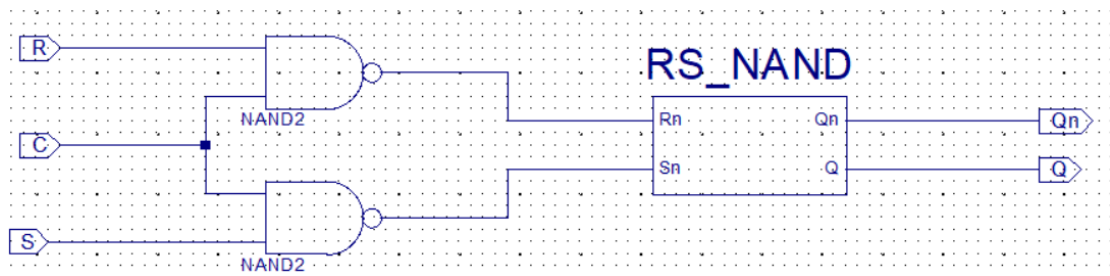 R
C
S
NAND2
NAND2
RS_NAND
Rn Qn
Sn Q
Qn
Q